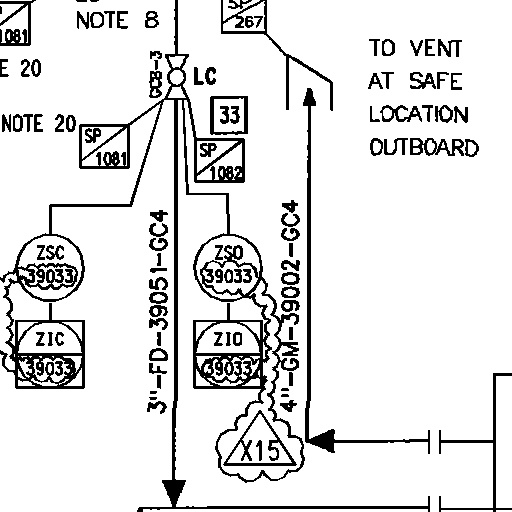 NOTE 8
SP
267
1081
E 20
GCB-3
LC
TO VENT
AT SAFE
LOCATION
OUTBOARD
33
NOTE 20
SP
1081
SP
1082
3"-FD-39051-GC4
4"-GM-39002-GC4
ZSC
39033
ZSO
39033
ZIC
39033
ZIO
39033
X15